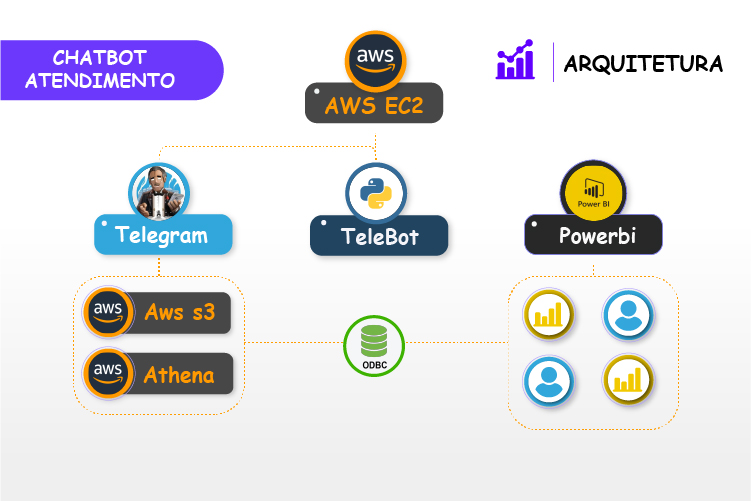 CHATBOT
ATENDIMENTO
aws
AWS EC2
ARQUITETURA
Telegram
TeleBot
Power BI
Powerbi
aws
Aws s3
aws
Athena
ODBC